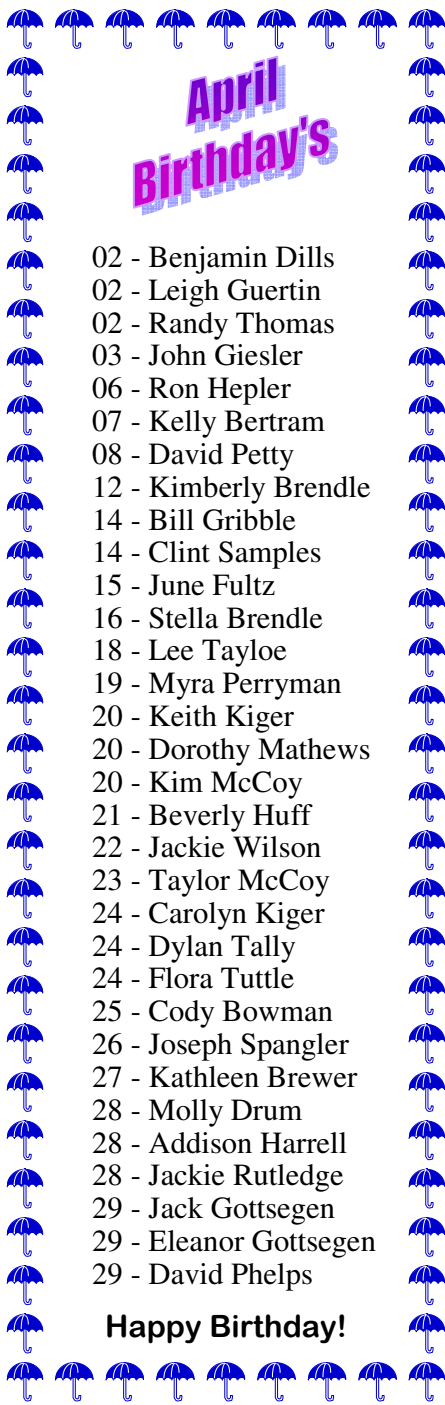 April
Birthday's
02 - Benjamin Dills
02 - Leigh Guertin
02 - Randy Thomas
03 - John Giesler
06 - Ron Hepler
07 - Kelly Bertram
08 - David Petty
12 - Kimberly Brendle
14 - Bill Gribble
14 - Clint Samples
15 - June Fultz
16 - Stella Brendle
18 - Lee Tayloe
19 - Myra Perryman
20 - Keith Kiger
20 - Dorothy Mathews
20 - Kim McCoy
21 - Beverly Huff
22 - Jackie Wilson
23 - Taylor McCoy
24 - Carolyn Kiger
24 - Dylan Tally
24 - Flora Tuttle
25 - Cody Bowman
26 - Joseph Spangler
27 - Kathleen Brewer
28 - Molly Drum
28 - Addison Harrell
28 - Jackie Rutledge
29 - Jack Gottsegen
29 - Eleanor Gottsegen
29 - David Phelps
Happy Birthday!